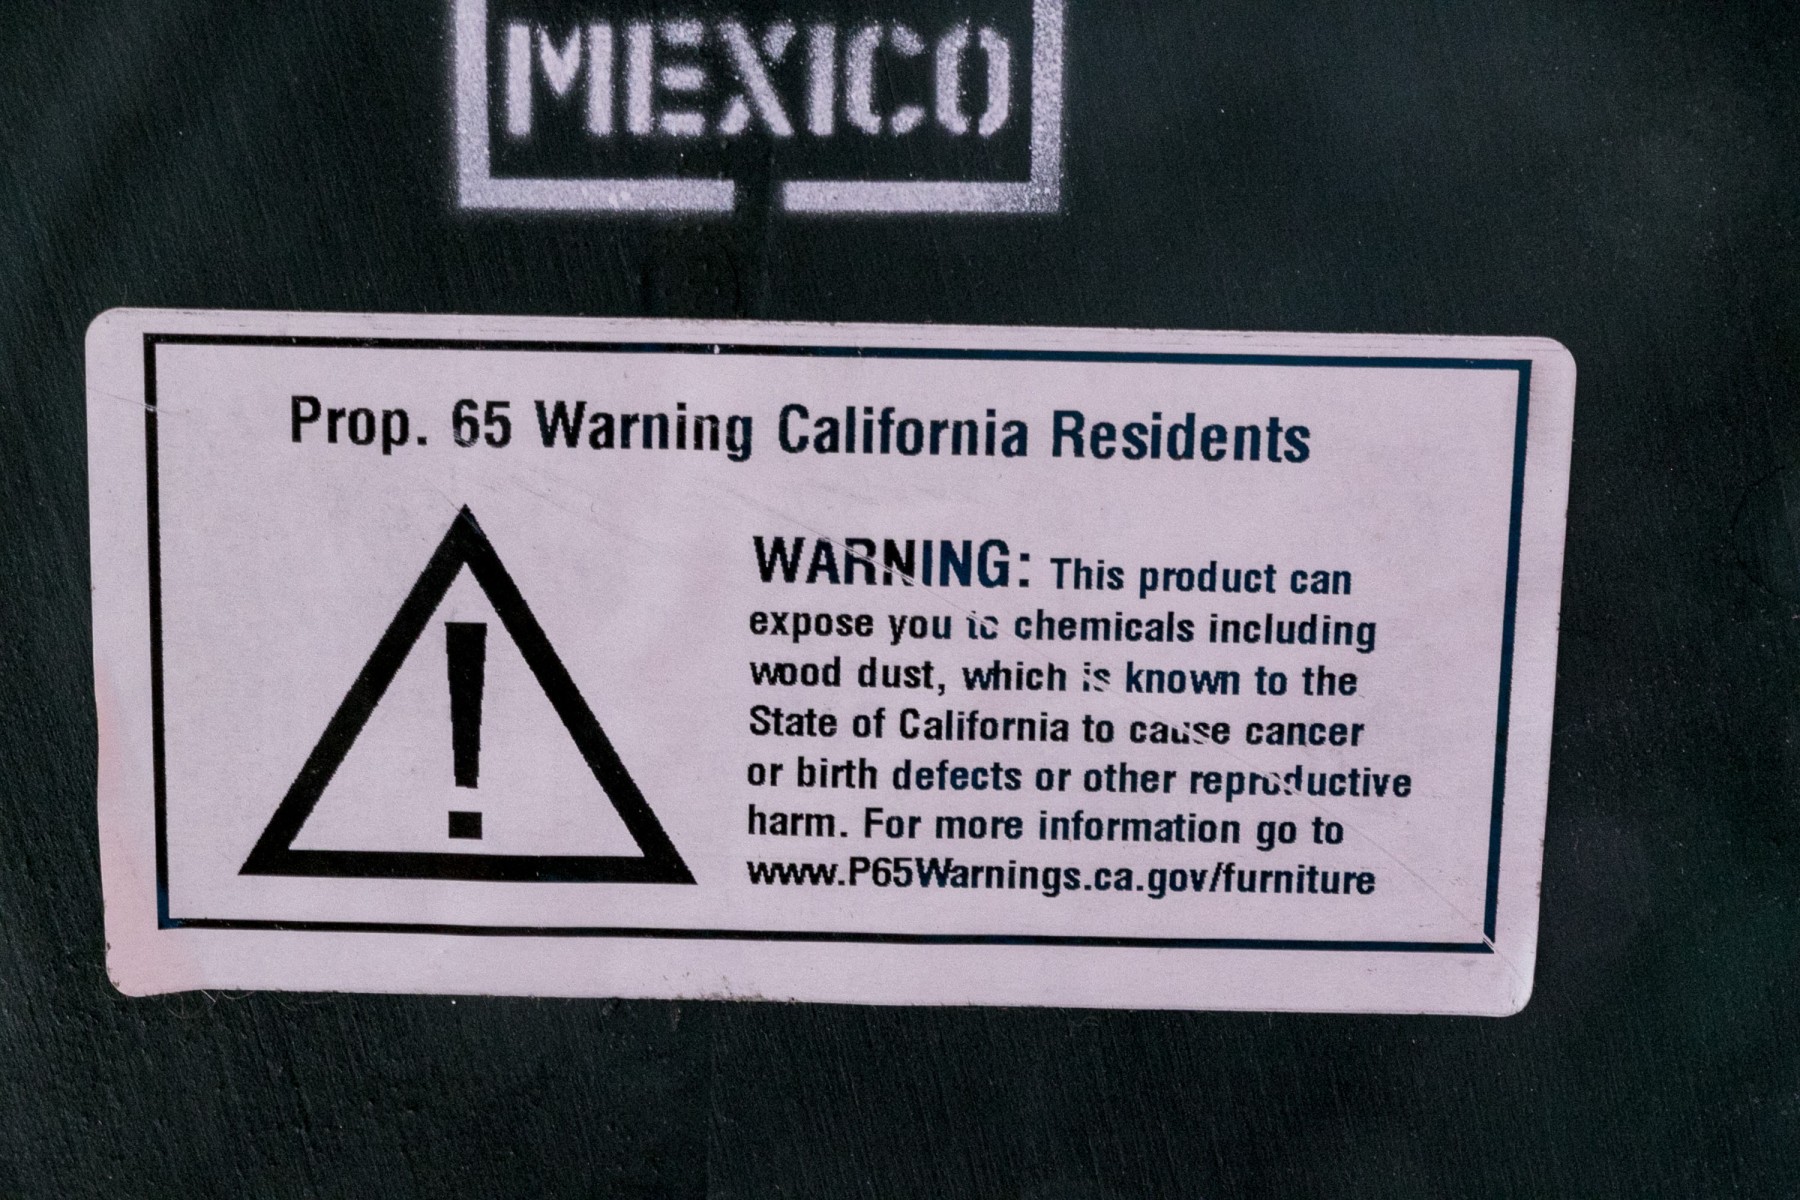 MEXICO
Prop. 65 Warning California Residents
WARNING: This product can
expose you to chemicals including
wood dust, which is known to the
State of California to cause cancer
or birth defects or other reproductive
harm. For more information go to
www.P65Warnings.ca.gov/furniture